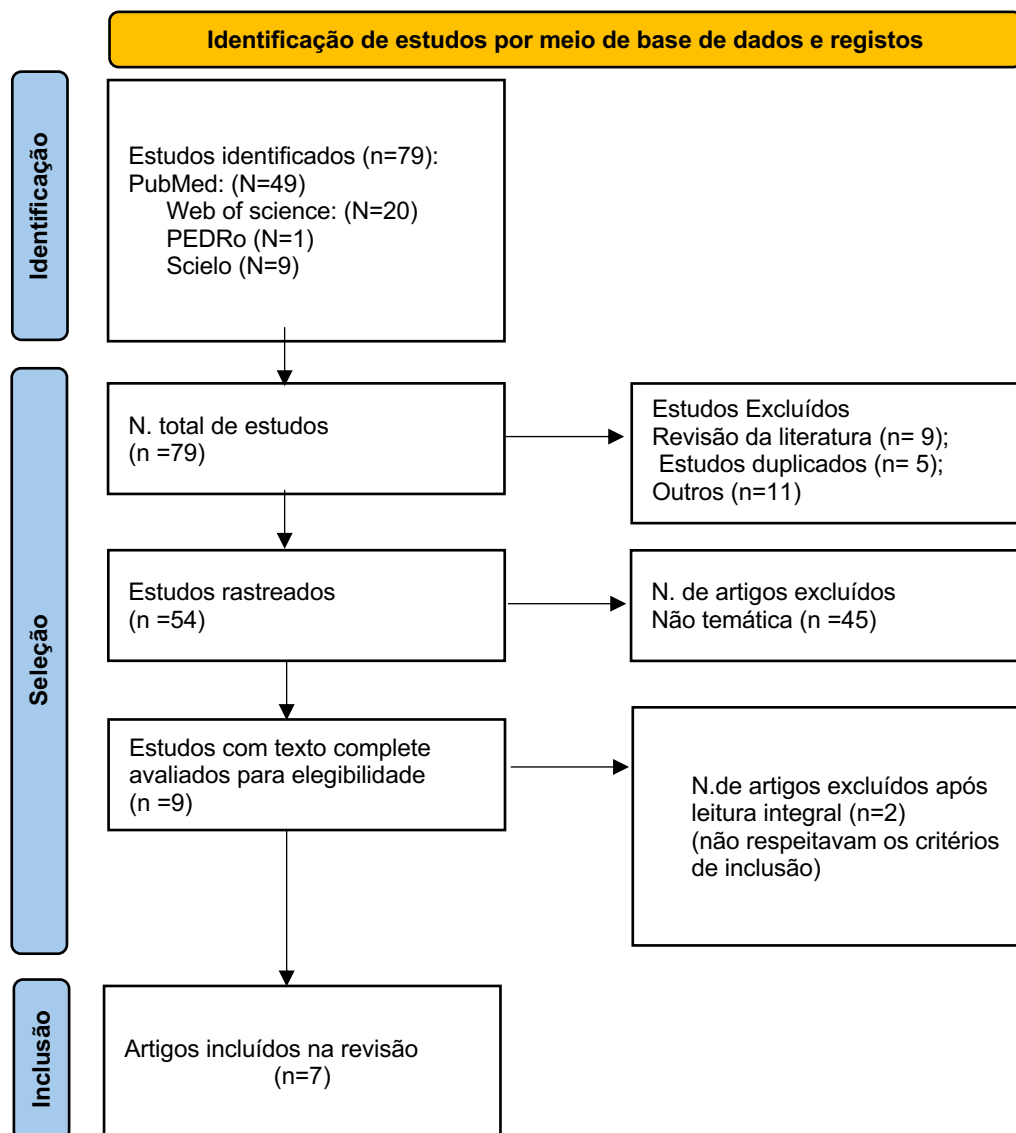 Identificação de estudos por meio de base de dados e registos
Identificação
Estudos identificados (n=79):
PubMed: (N=49)
Web of science: (N=20)
PEDRo (N=1)
Scielo (N=9)
Seleção
N. total de estudos
(n =79)
Estudos Excluídos
Revisão da literatura (n= 9);
Estudos duplicados (n= 5);
Outros (n=11)
Estudos rastreados
(n =54)
N. de artigos excluídos
Não temática (n =45)
Estudos com texto complete
avaliados para elegibilidade
(n =9)
N.de artigos excluídos após
leitura integral (n=2)
(não respeitavam os critérios
de inclusão)
Inclusão
Artigos incluídos na revisão
(n=7)